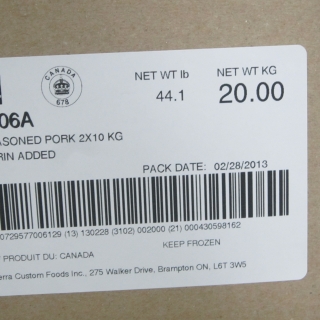 CANADA
678
NET WT lb
NET WT KG
44.1
20.00
06A
ASONED PORK 2X10 KG
RIN ADDED
PACK DATE: 02/28/2013
00729577006129 (13) 130228 (3102) 002000 (21) 000430598162
KEEP FROZEN
PRODUIT DU: CANADA
erra Custom Foods Inc., 275 Walker Drive, Brampton ON, L6T 3W5